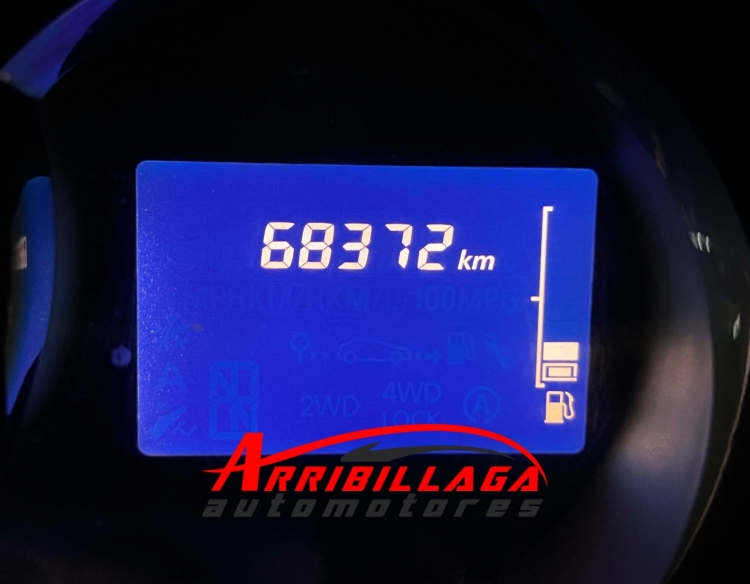 68372 km
2WD
4WD
LOCK
A
ARRIBILLAGA
automotores